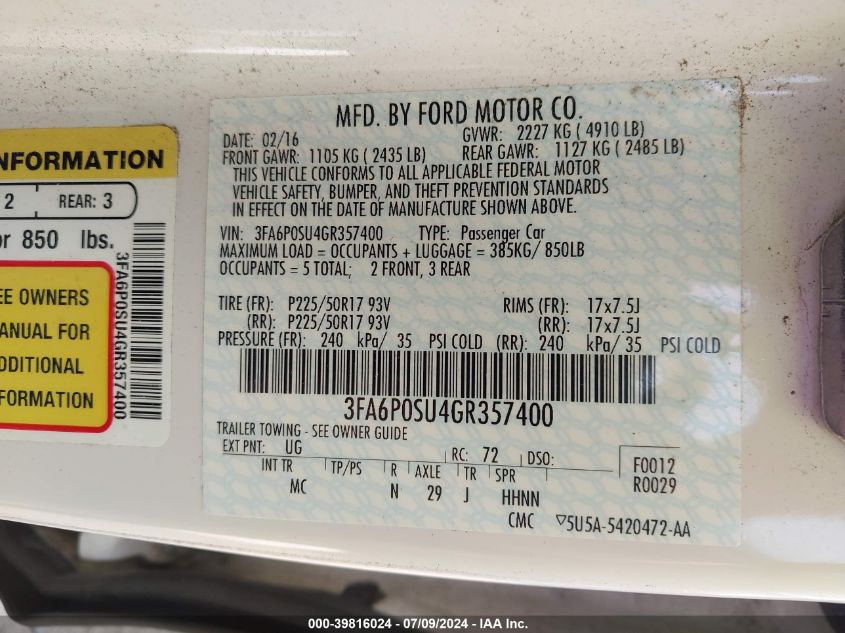 NFORMATION
2 REAR: 3
or 850 lbs.
EE OWNERS
ANUAL FOR
DDITIONAL
FORMATION
3FA6P0SU4GR357400
MFD. BY FORD MOTOR CO.
DATE: 02/16 GVWR: 2227 KG ( 4910 LB)
FRONT GAWR: 1105 KG ( 2435 LB) REAR GAWR: 1127 KG ( 2485 LB)
THIS VEHICLE CONFORMS TO ALL APPLICABLE FEDERAL MOTOR
VEHICLE SAFETY, BUMPER, AND THEFT PREVENTION STANDARDS
IN EFFECT ON THE DATE OF MANUFACTURE SHOWN ABOVE.
VIN: 3FA6P0SU4GR357400 TYPE: Passenger Car
MAXIMUM LOAD = OCCUPANTS + LUGGAGE = 385KG/ 850LB
OCCUPANTS = 5 TOTAL; 2 FRONT, 3 REAR
TIRE (FR): P225/50R17 93V RIMS (FR): 17x7.5J
(RR): P225/50R17 93V (RR): 17x7.5J
PRESSURE (FR): 240 kPa/ 35 PSI COLD (RR): 240 kPa/ 35 PSI COLD
3FA6P0SU4GR357400
TRAILER TOWING - SEE OWNER GUIDE
EXT PNT: UG RC: 72 DSO: F0012
INT TR TP/PS R AXLE TR SPR R0029
MC N 29 J HHNN
CMC ▽5U5A-5420472-AA
000-39816024 - 07/09/2024 - IAA Inc.